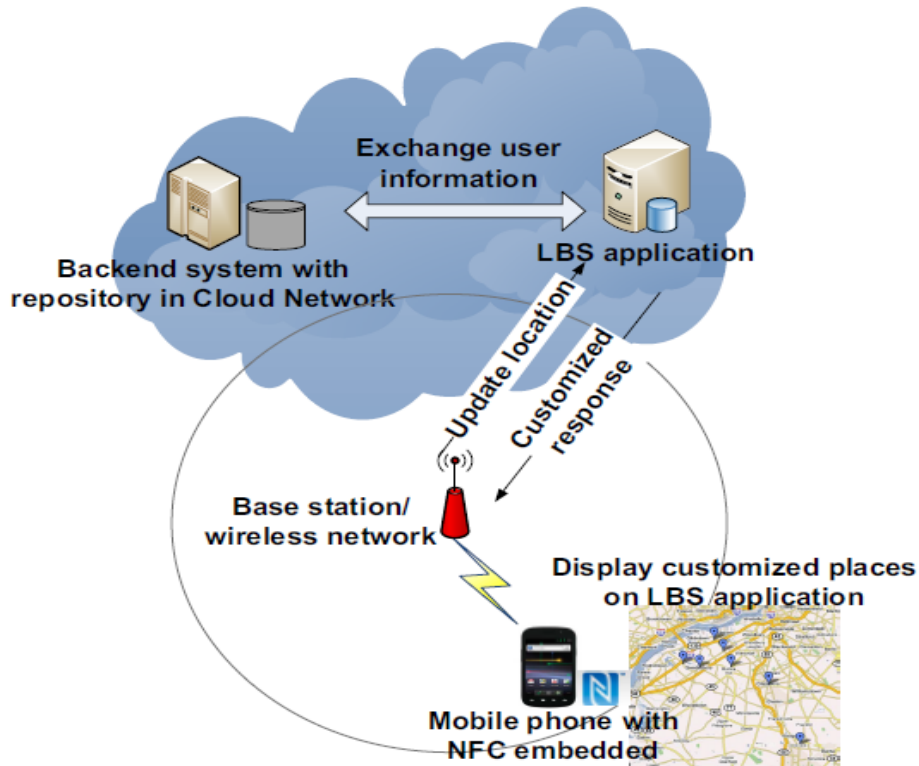 Exchange user
information
LBS application
Backend system with
repository in Cloud Network
Update location
Customized
response
Base station/
wireless network
Display customized places
on LBS application
Mobile phone with
NFC embedded